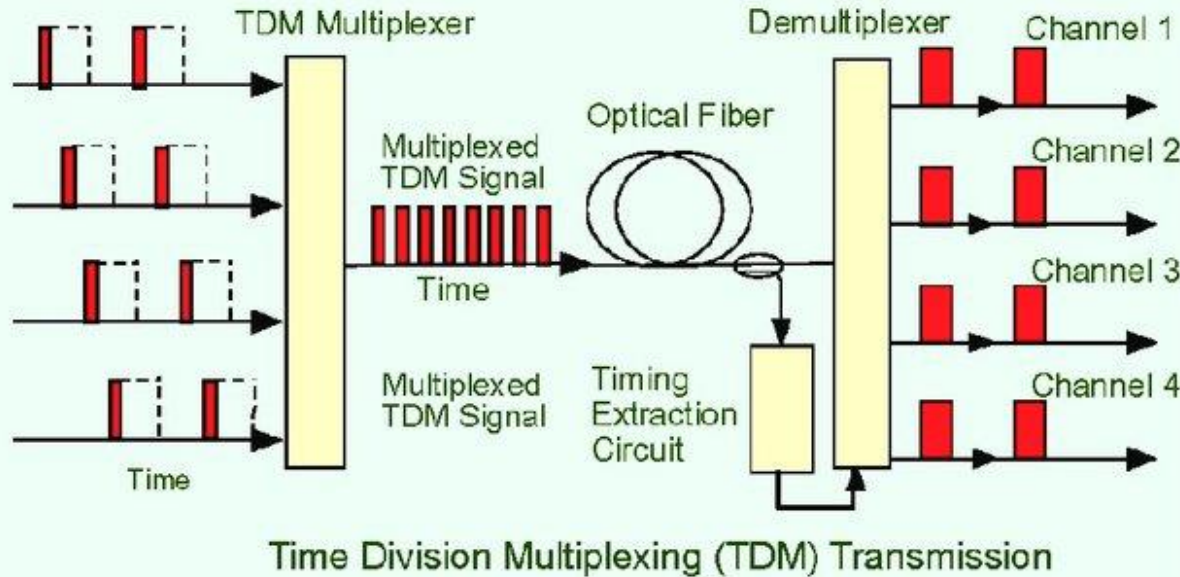 TDM Multiplexer
Demultiplexer
Channel 1
Optical Fiber
Multiplexed
TDM Signal
Channel 2
Time
Channel 3
Multiplexed
TDM Signal
Timing
Extraction
Circuit
Channel 4
Time
Time Division Multiplexing (TDM) Transmission